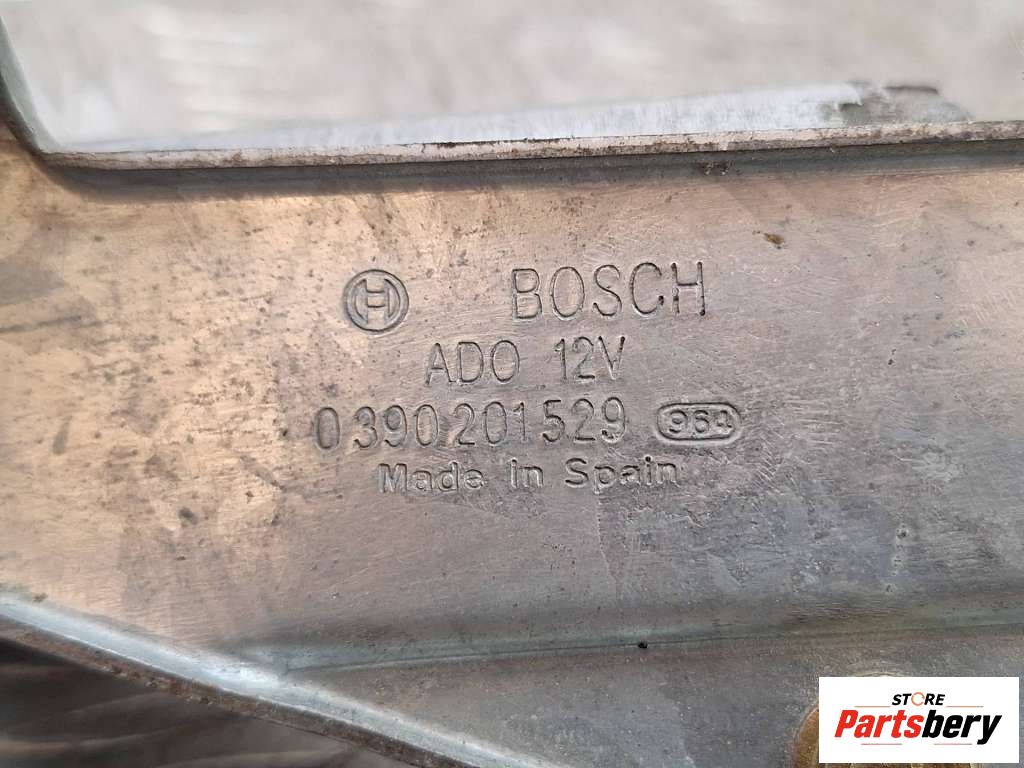 BOSCH
ADO 12V
0 390 201 529 964
Made in Spain
STORE
Partsbery